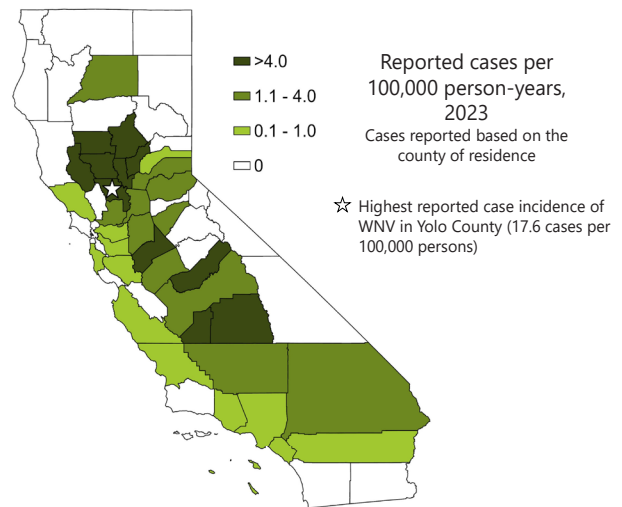 >4.0
1.1 - 4.0
0.1 - 1.0
0
Reported cases per
100,000 person-years,
2023
Cases reported based on the
county of residence
Highest reported case incidence of
WNV in Yolo County (17.6 cases per
100,000 persons)